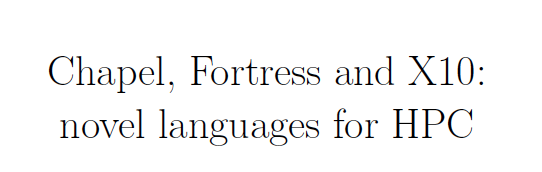 Chapel, Fortress and X10:
novel languages for HPC